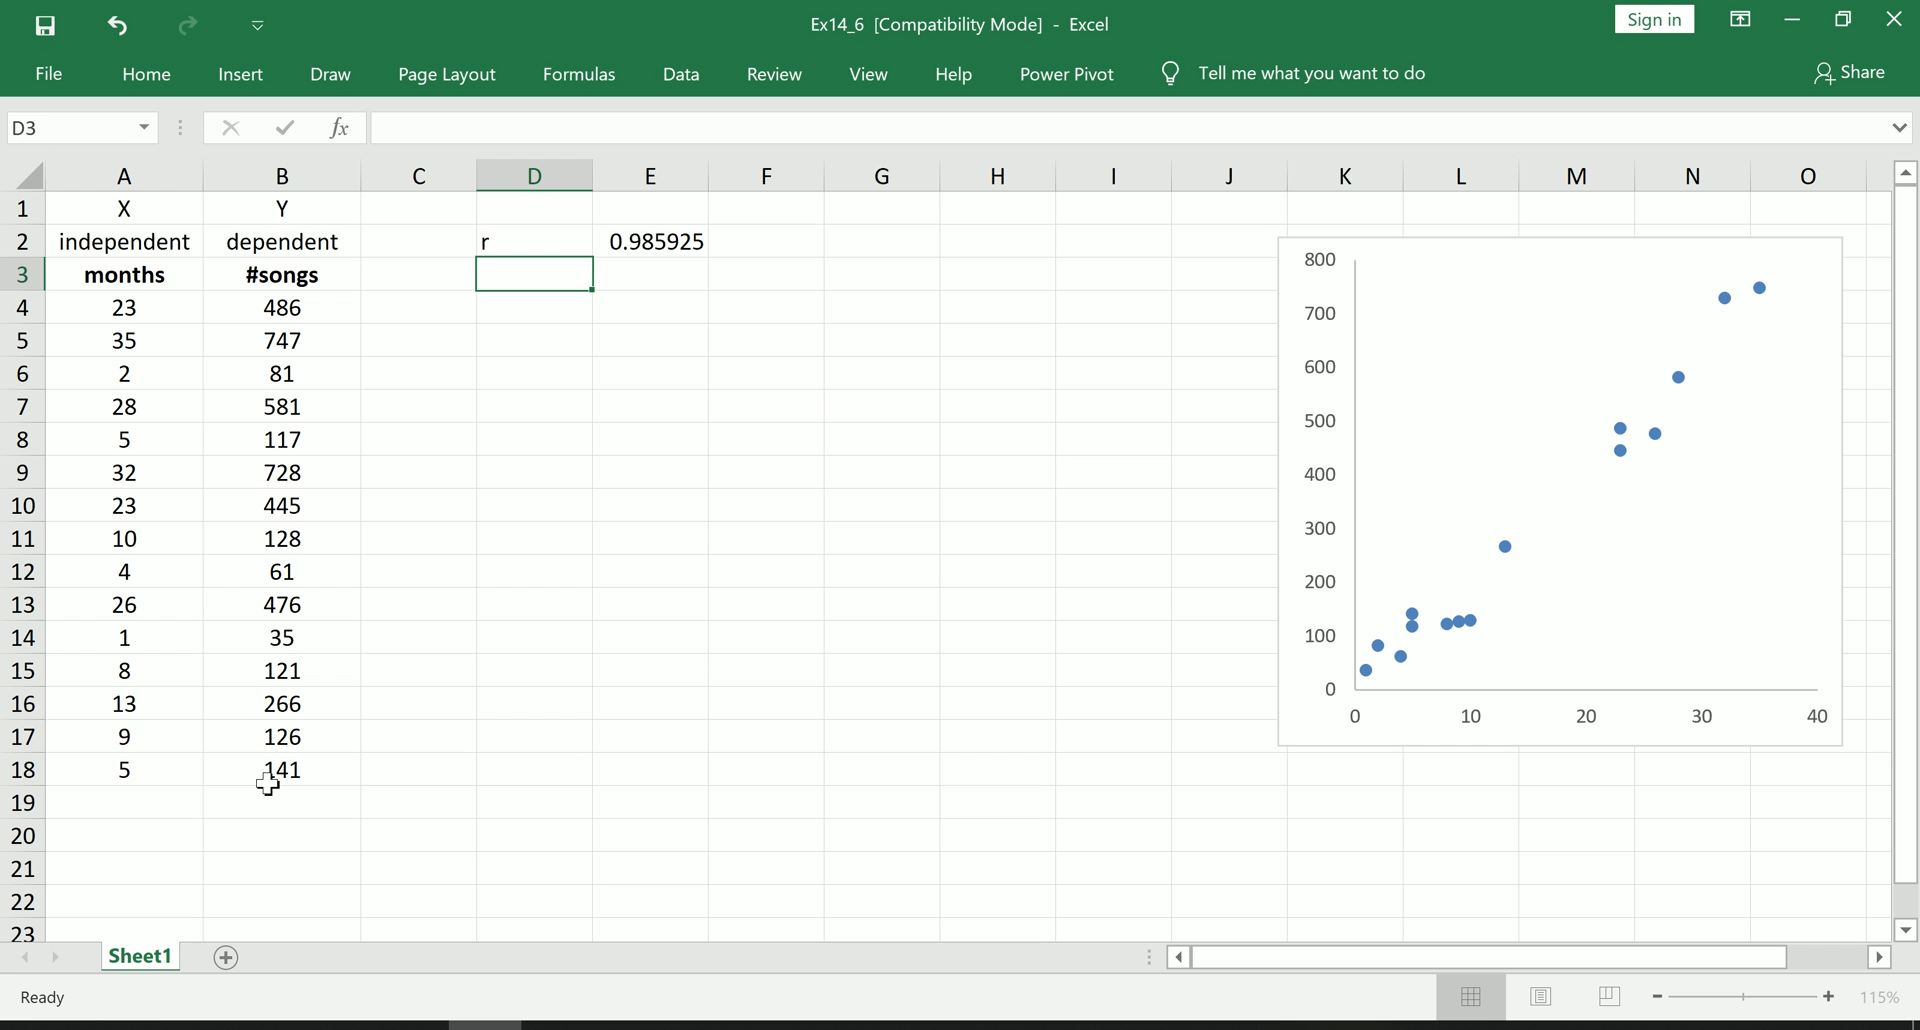 Ex14_6 [Compatibility Mode] - Excel
Sign in
File Home Insert Draw Page Layout Formulas Data Review View Help Power Pivot Tell me what you want to do Share
D3 fx
A B C D E F G H I J K L M N O
1 X Y
2 independent dependent r 0.985925
3 months #songs
4 23 486
5 35 747
6 2 81
7 28 581
8 5 117
9 32 728
10 23 445
11 10 128
12 4 61
13 26 476
14 1 35
15 8 121
16 13 266
17 9 126
18 5 141
19
20
21
22
23
800
700
600
500
400
300
200
100
0
0 10 20 30 40
Sheet1
Ready 115%